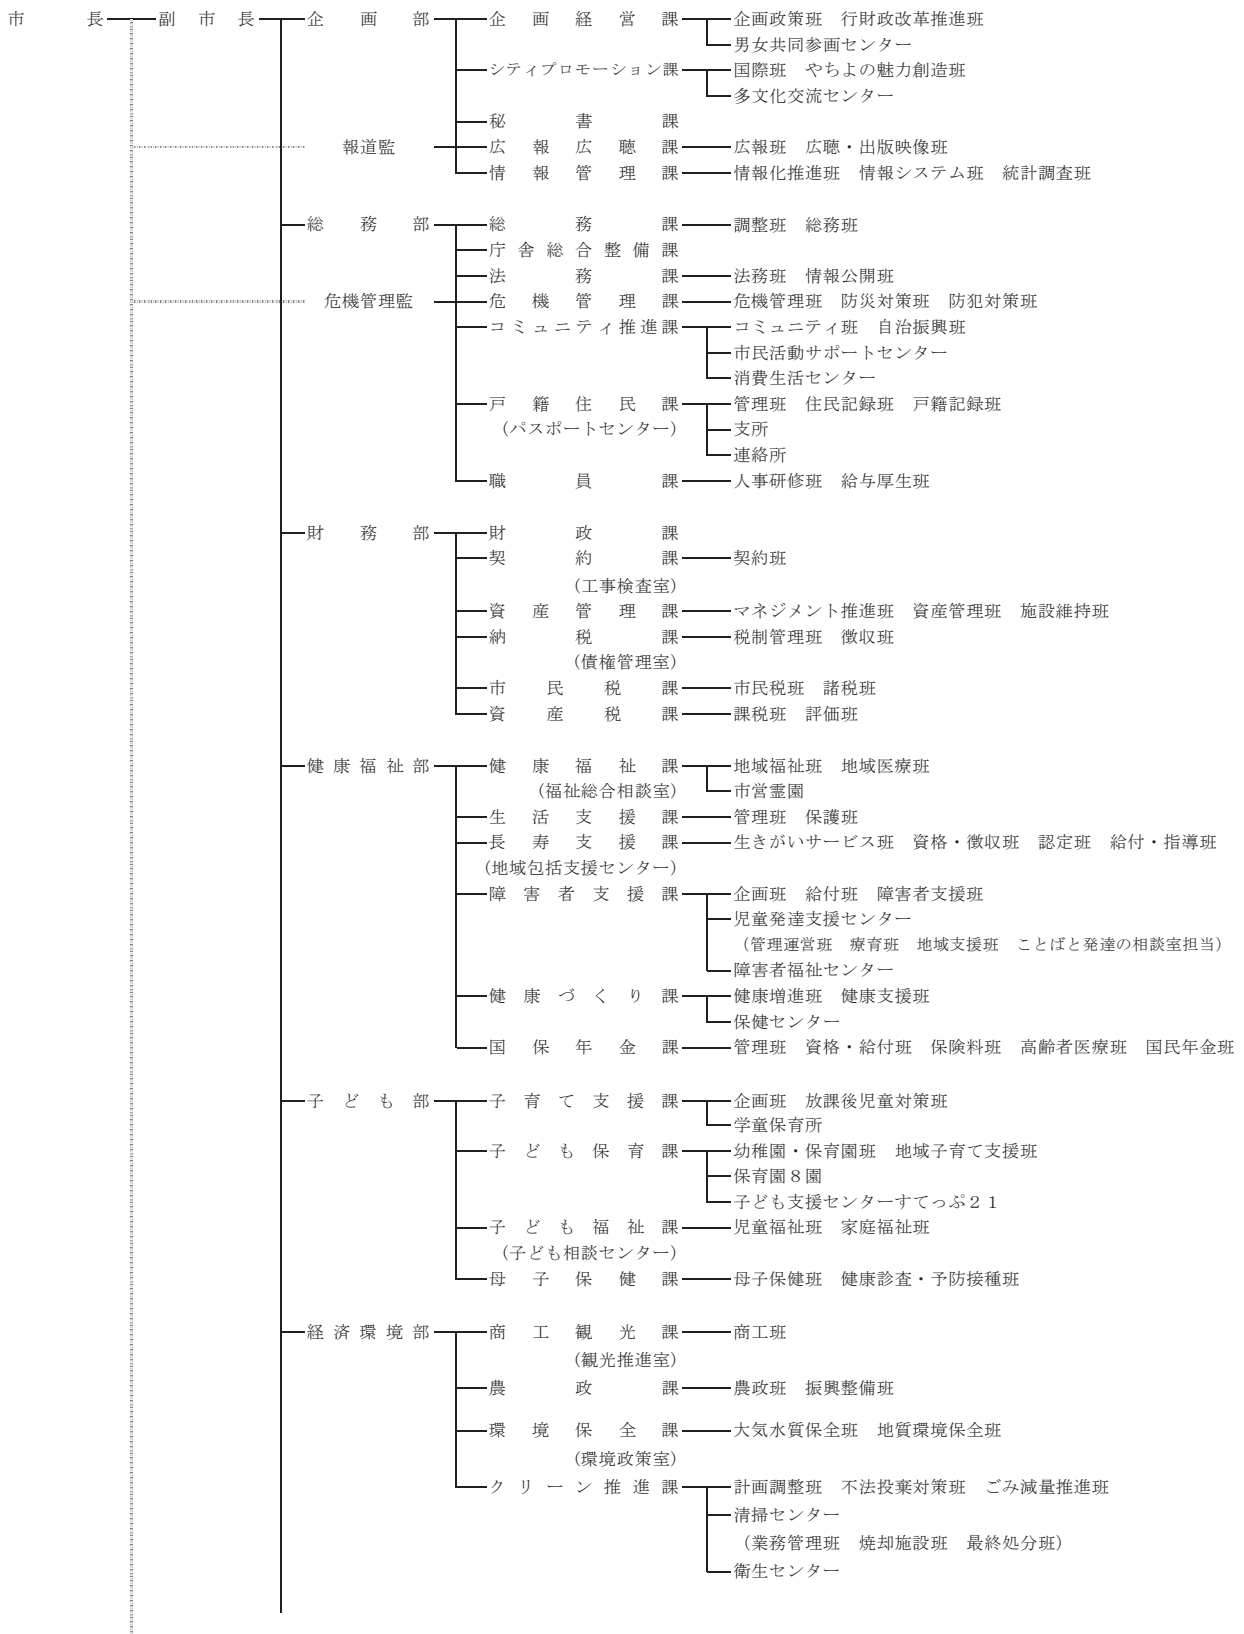 市長 副市長 企画部 企画経営課 企画政策班 行財政改革推進班
男女共同参画センター
シティプロモーション課 国際班 やちよの魅力創造班
多文化交流センター
秘書課
報道監 広報広聴課 広報班 広聴・出版映像班
情報管理課 情報化推進班 情報システム班 統計調査班
総務部 総務課 調整班 総務班
庁舎総合整備課
法務課 法務班 情報公開班
危機管理監 危機管理課 危機管理班 防災対策班 防犯対策班
コミュニティ推進課 コミュニティ班 自治振興班
市民活動サポートセンター
消費生活センター
戸籍住民課 管理班 住民記録班 戸籍記録班
(パスポートセンター) 支所
連絡所
職員課 人事研修班 給与厚生班
財務部 財政課
契約課 契約班
(工事検査室)
資産管理課 マネジメント推進班 資産管理班 施設維持班
納税課 税制管理班 徴収班
(債権管理室)
市民税課 市民税班 諸税班
資産税課 課税班 評価班
健康福祉部 健康福祉課 地域福祉班 地域医療班
(福祉総合相談室) 市営霊園
生活支援課 管理班 保護班
長寿支援課 生きがいサービス班 資格・徴収班 認定班 給付・指導班
(地域包括支援センター)
障害者支援課 企画班 給付班 障害者支援班
児童発達支援センター
(管理運営班 療育班 地域支援班 ことばと発達の相談室担当)
障害者福祉センター
健康づくり課 健康増進班 健康支援班
保健センター
国保年金課 管理班 資格・給付班 保険料班 高齢者医療班 国民年金班
子ども部 子育て支援課 企画班 放課後児童対策班
学童保育所
子ども保育課 幼稚園・保育園班 地域子育て支援班
保育園８園
子ども支援センターすてっぷ２１
子ども福祉課 児童福祉班 家庭福祉班
(子ども相談センター)
母子保健課 母子保健班 健康診査・予防接種班
経済環境部 商工観光課 商工班
(観光推進室)
農政課 農政班 振興整備班
環境保全課 大気水質保全班 地質環境保全班
(環境政策室)
クリーン推進課 計画調整班 不法投棄対策班 ごみ減量推進班
清掃センター
(業務管理班 焼却施設班 最終処分班)
衛生センター